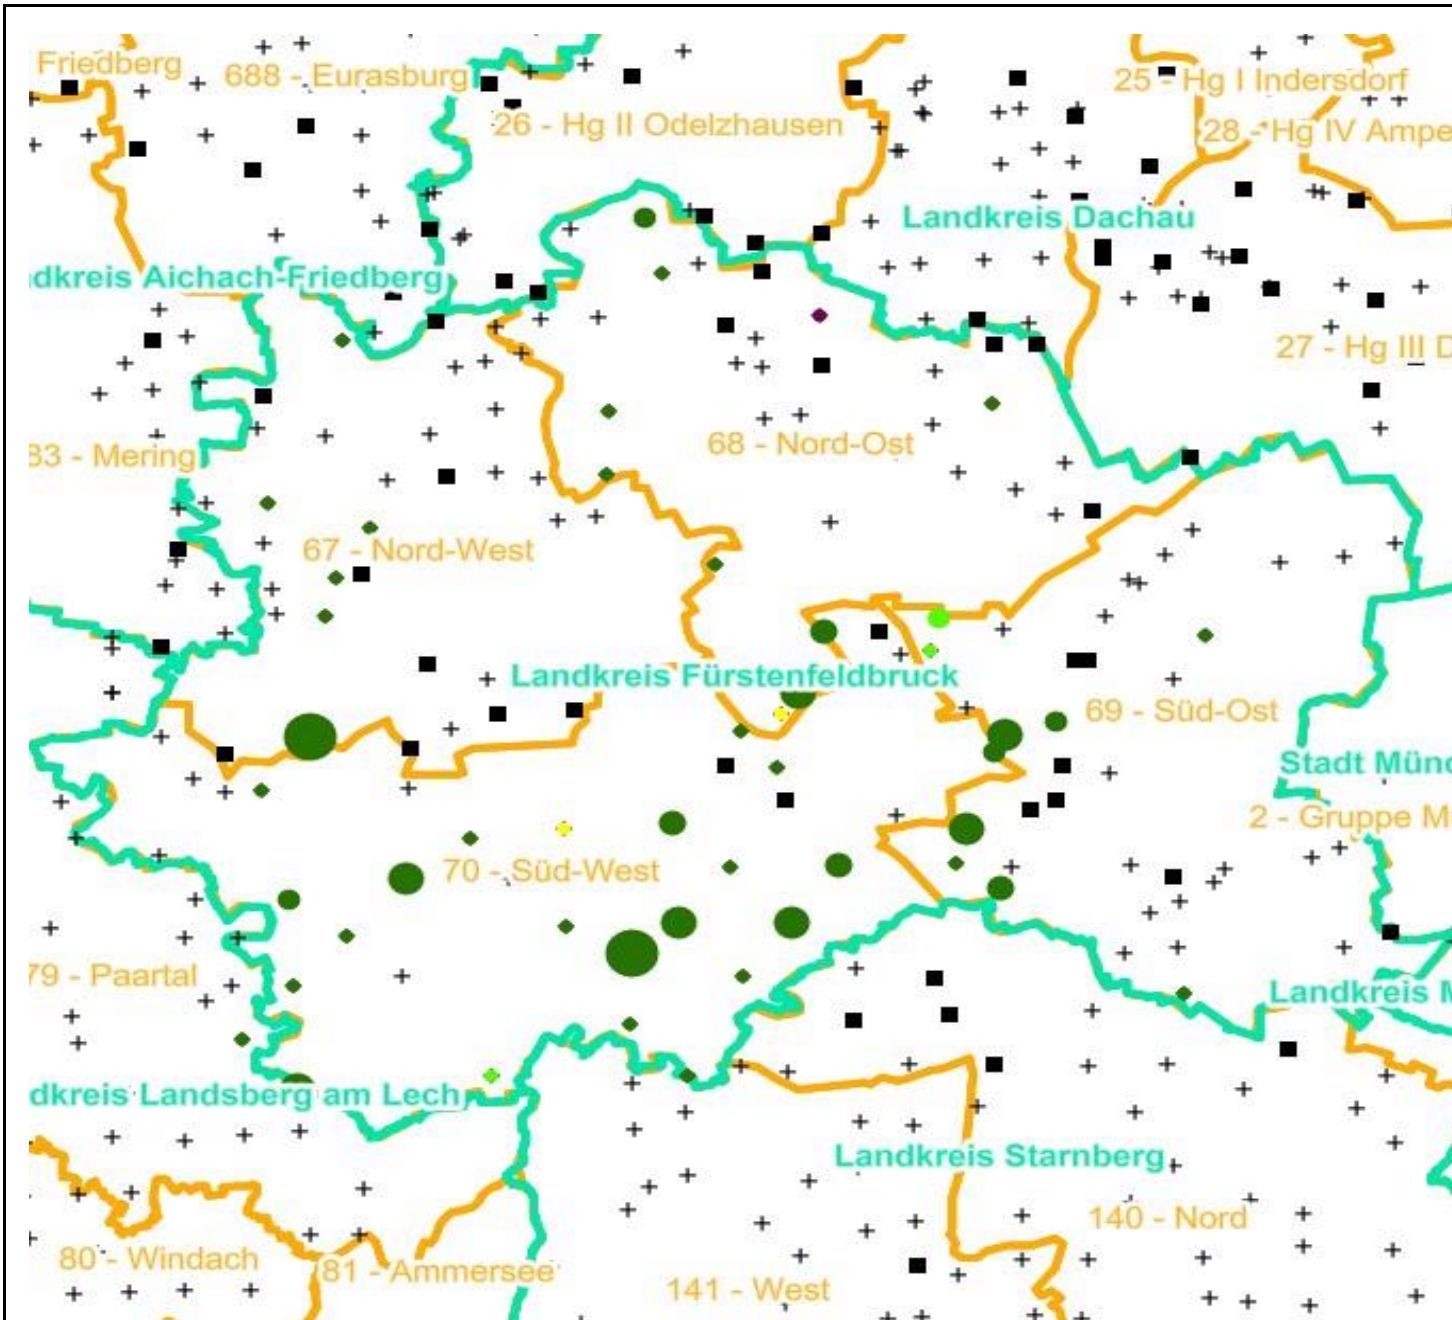 Friedberg
688 - Eurasburg
25 - Hg I Indersdorf
26 - Hg II Odelzhausen
28 - Hg IV Ampe
Landkreis Dachau
dkreis Aichach-Friedberg
27 - Hg III D
68 - Nord-Ost
83 - Mering
67 - Nord-West
Landkreis Fürstenfeldbruck
69 - Süd-Ost
Stadt Münc
2 - Gruppe M
70 - Süd-West
79 - Paartal
Landkreis M
dkreis Landsberg am Lech
Landkreis Starnberg
140 - Nord
80 - Windach
81 - Ammersee
141 - West